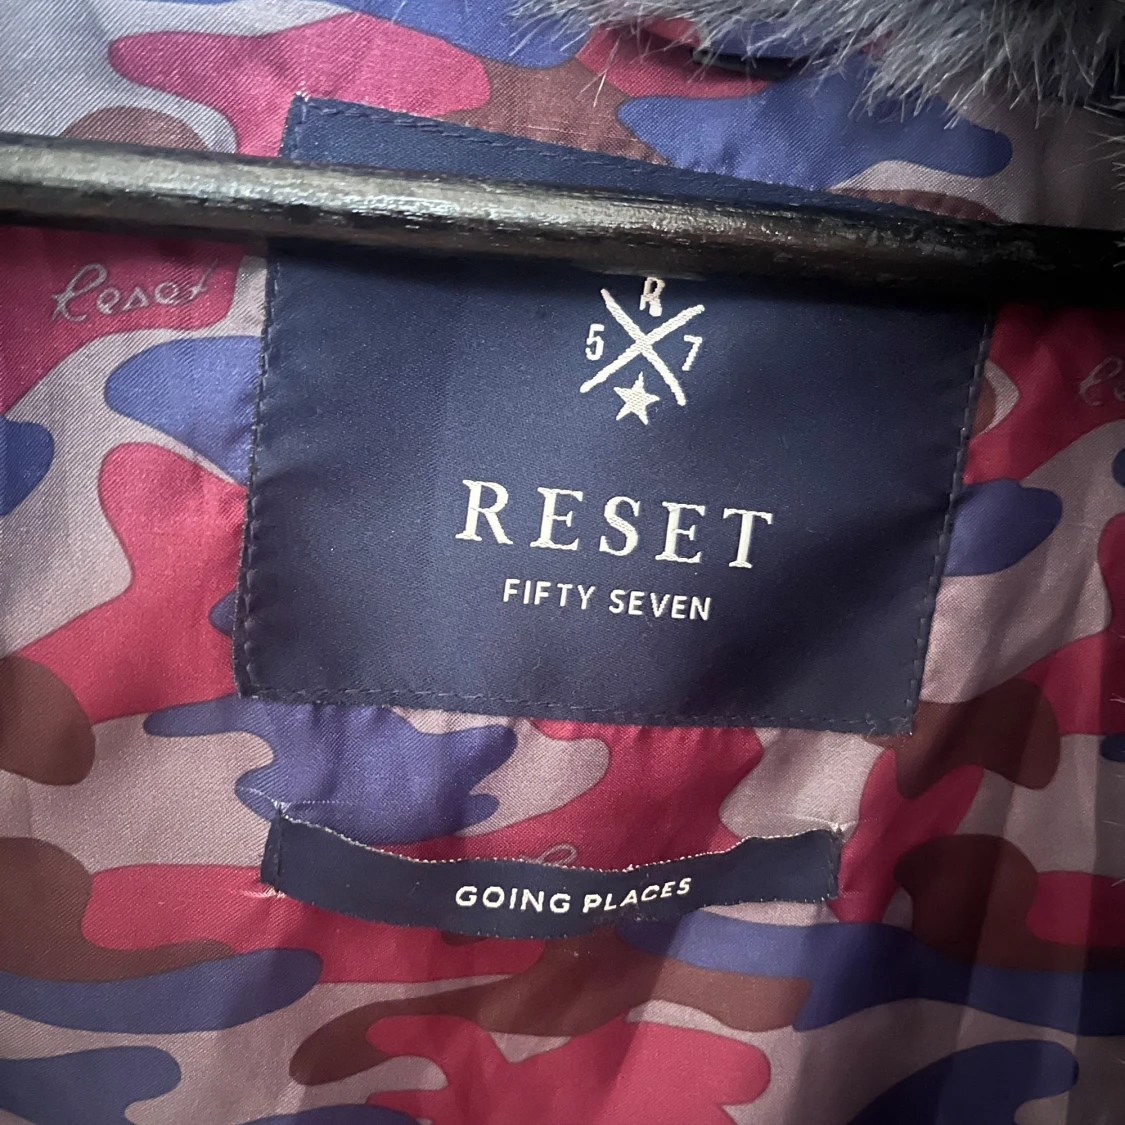 Reset
R
5 7
RESET
FIFTY SEVEN
GOING PLACES